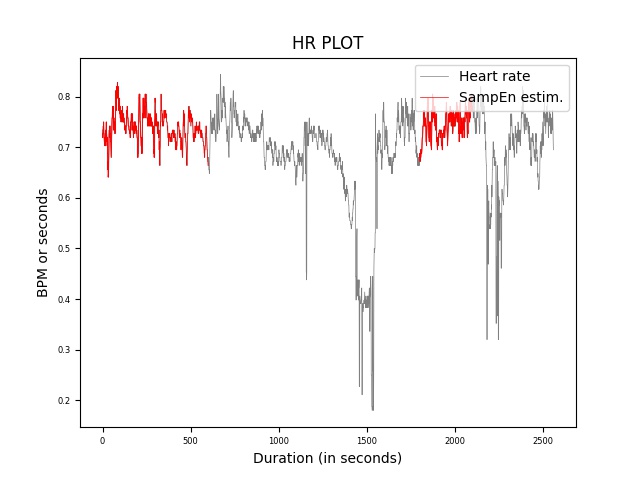 HR PLOT
Heart rate
SampEn estim.
BPM or seconds
0.8
0.7
0.6
0.5
0.4
0.3
0.2
0 500 1000 1500 2000 2500
Duration (in seconds)